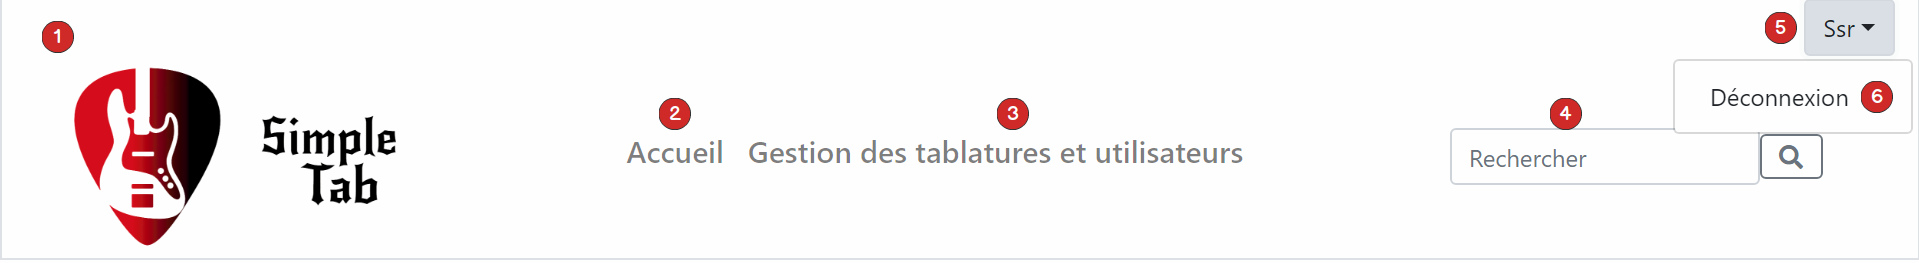 1
5
Ssr
Déconnexion 6
2
3
4
Simple
Tab
Accueil Gestion des tablatures et utilisateurs
Rechercher